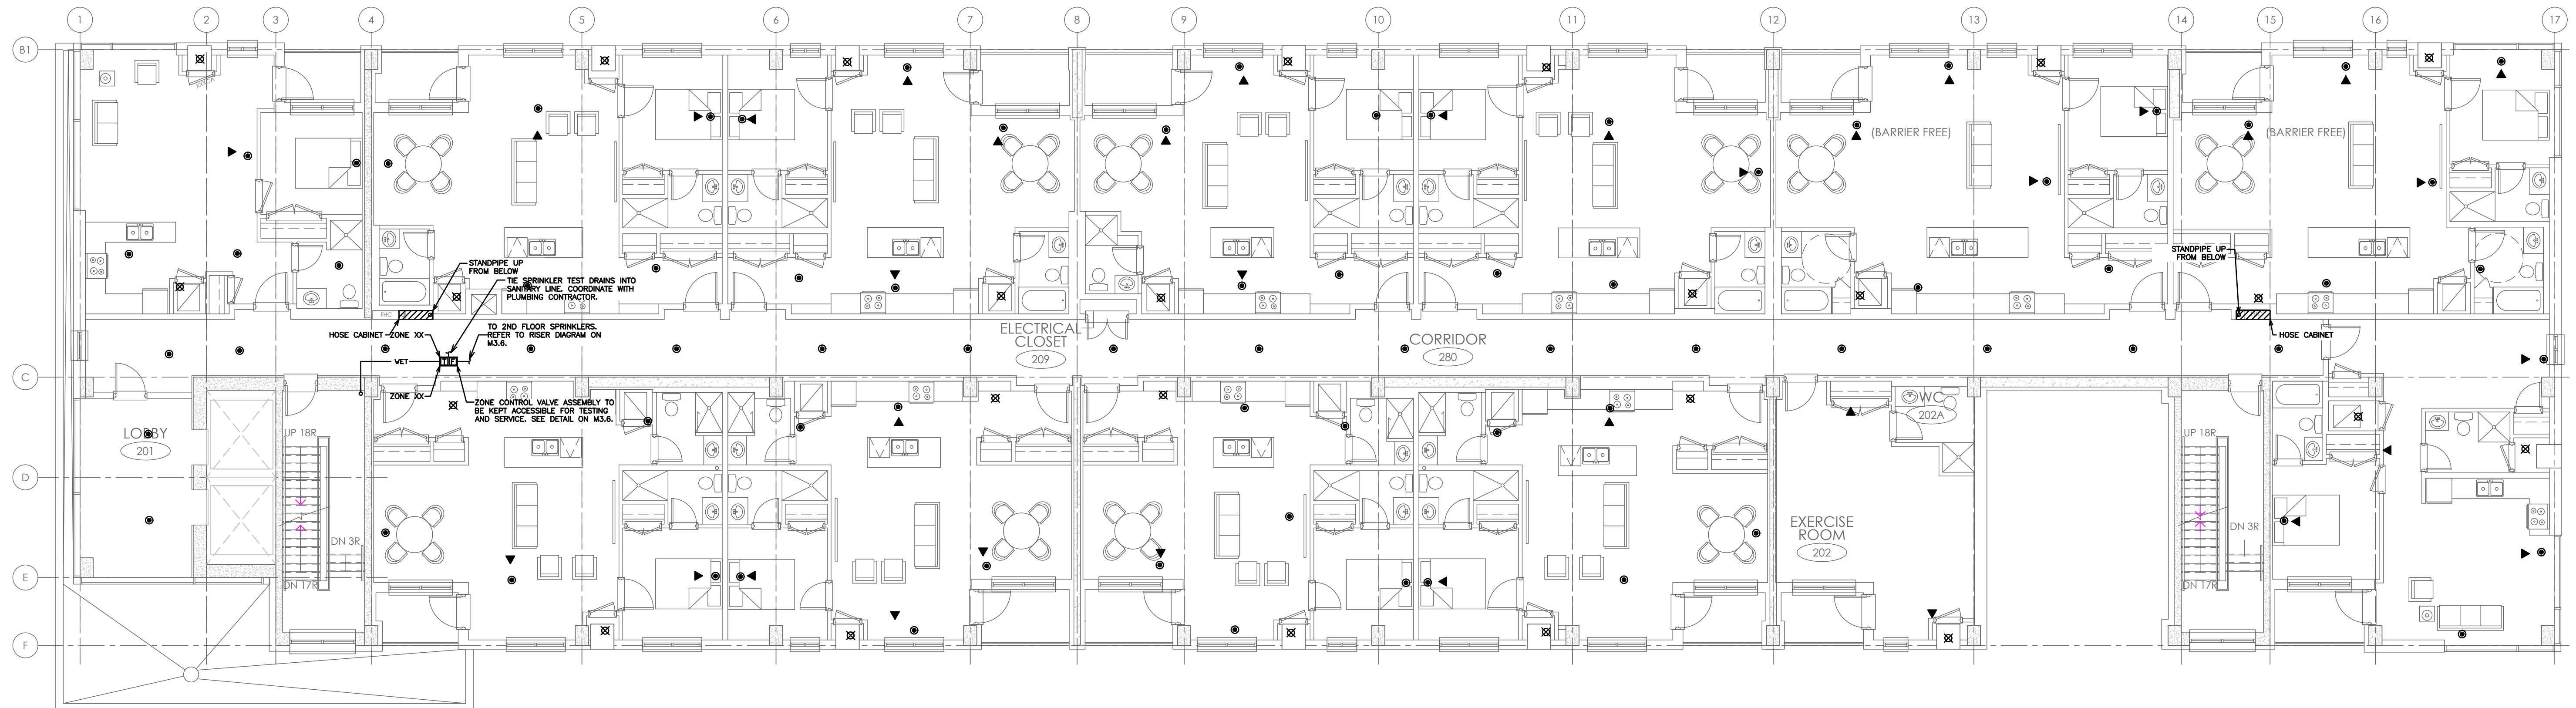 1
2
3
4
5
6
7
8
9
10
11
12
13
14
15
16
17
B1
(BARRIER FREE)
(BARRIER FREE)
STANDPIPE UP
FROM BELOW
TIE SPRINKLER TEST DRAINS INTO
SANITARY LINE. COORDINATE WITH
PLUMBING CONTRACTOR.
STANDPIPE UP
FROM BELOW
FHC
HOSE CABINET
ZONE XX
TO 2ND FLOOR SPRINKLERS.
REFER TO RISER DIAGRAM ON
M3.6.
ELECTRICAL
CLOSET
209
CORRIDOR
280
HOSE CABINET
WET
T
F
C
ZONE XX
ZONE CONTROL VALVE ASSEMBLY TO
BE KEPT ACCESSIBLE FOR TESTING
AND SERVICE. SEE DETAIL ON M3.6.
WC
202A
LOBBY
201
UP 18R
UP 18R
D
EXERCISE
ROOM
202
DN 3R
DN 3R
E
DN 17R
DN 17R
F